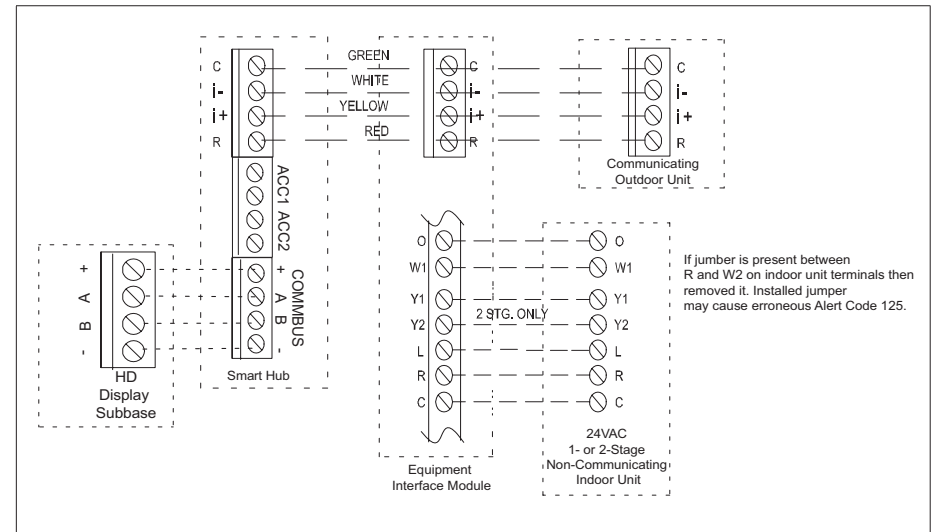 GREEN
C C C
WHITE
i- i- i-
YELLOW
i+ i+ i+
RED
R R R
Communicating
Outdoor Unit
ACC1 ACC2
+ A B -
HD
Display
Subbase
+ A B -
COMMBUS
Smart Hub
O O
W1 W1
Y1 Y1
2 STG. ONLY
Y2 Y2
L L
R R
C C
Equipment
Interface Module
24VAC
1- or 2-Stage
Non-Communicating
Indoor Unit
If jumber is present between
R and W2 on indoor unit terminals then
removed it. Installed jumper
may cause erroneous Alert Code 125.